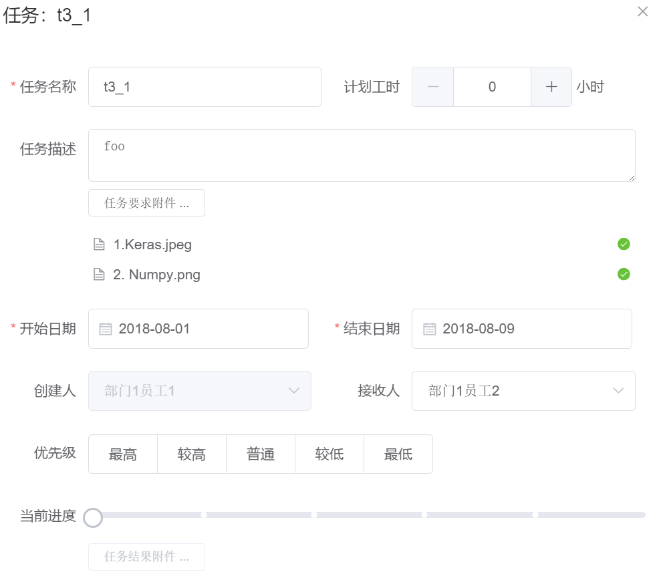 任务：t3_1
* 任务名称 t3_1 计划工时 0 小时
任务描述 foo
任务要求附件 ...
1.Keras.jpeg
2. Numpy.png
* 开始日期 2018-08-01 * 结束日期 2018-08-09
创建人 部门1员工1 接收人 部门1员工2
优先级 最高 较高 普通 较低 最低
当前进度
任务结果附件 ...